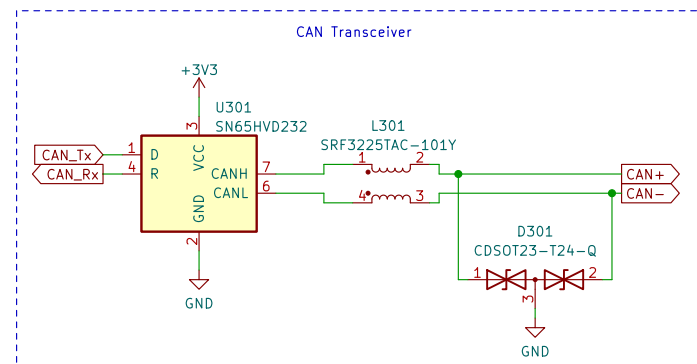 CAN Transceiver
+3V3
U301
SN65HVD232
L301
SRF3225TAC-101Y
3
VCC
CAN_Tx 1 D
CAN_Rx 4 R
CANH 7
CANL 6
1 2
4 3
CAN+
CAN-
GND
2
GND
D301
CDSOT23-T24-Q
1 2
3
GND